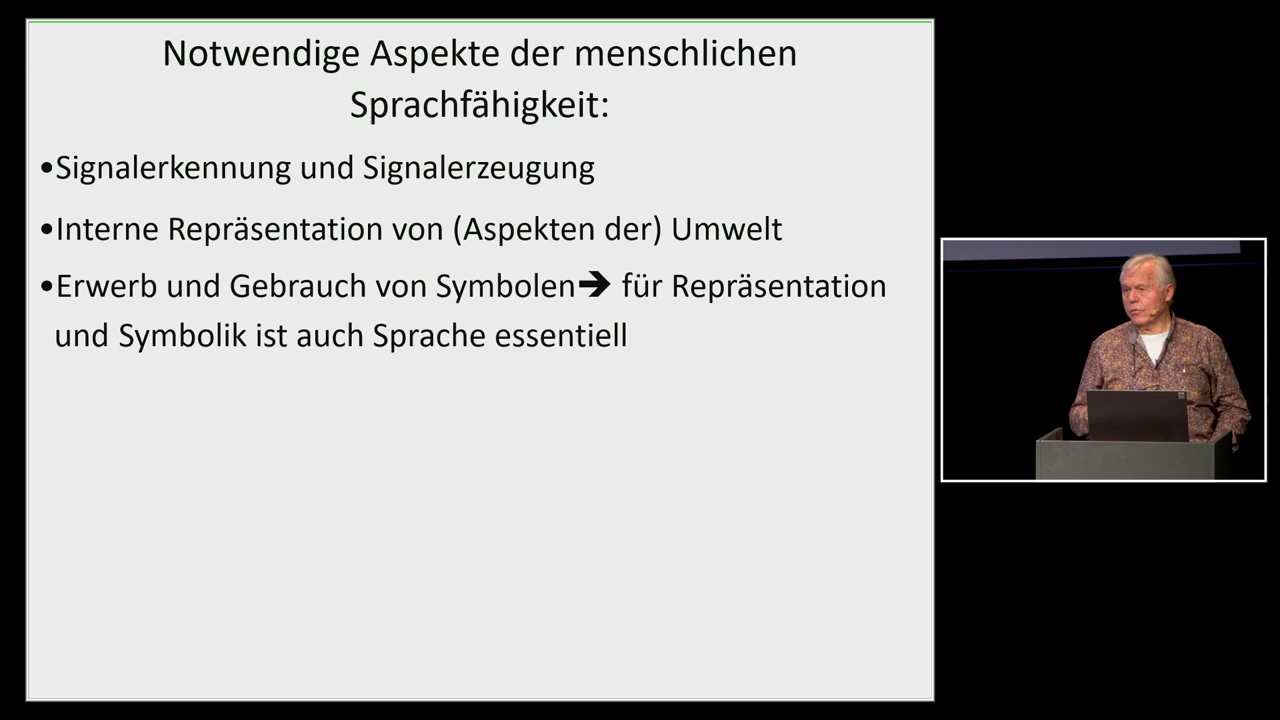 Notwendige Aspekte der menschlichen
Sprachfähigkeit:
•Signalerkennung und Signalerzeugung
•Interne Repräsentation von (Aspekten der) Umwelt
•Erwerb und Gebrauch von Symbolen➔ für Repräsentation
und Symbolik ist auch Sprache essentiell